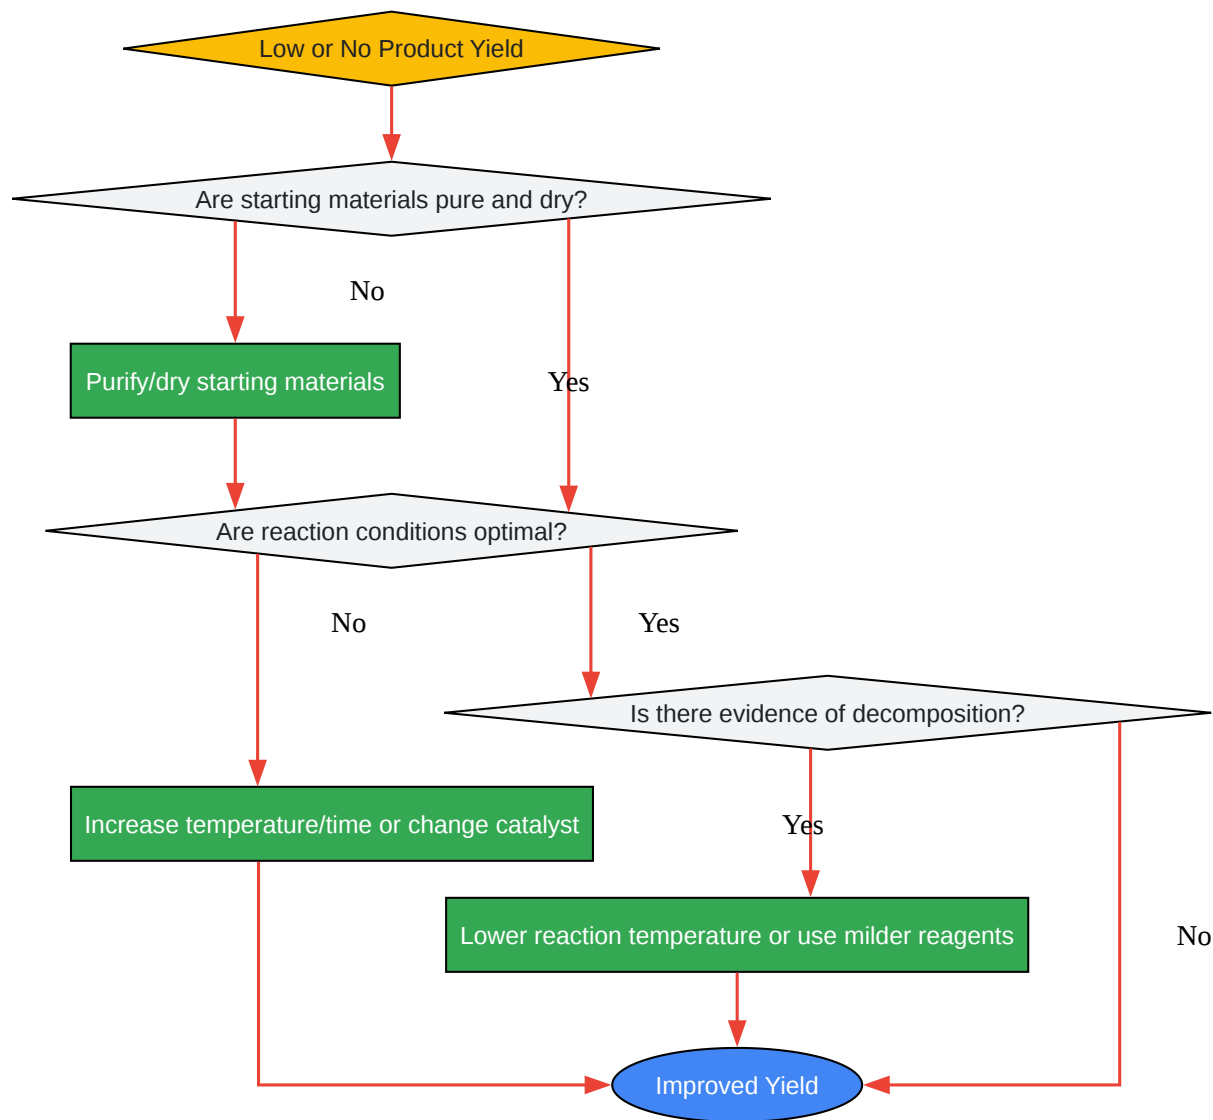 Low or No Product Yield
Are starting materials pure and dry?
No
Purify/dry starting materials
Yes
Are reaction conditions optimal?
No
Yes
Is there evidence of decomposition?
Increase temperature/time or change catalyst
Yes
Lower reaction temperature or use milder reagents
No
Improved Yield